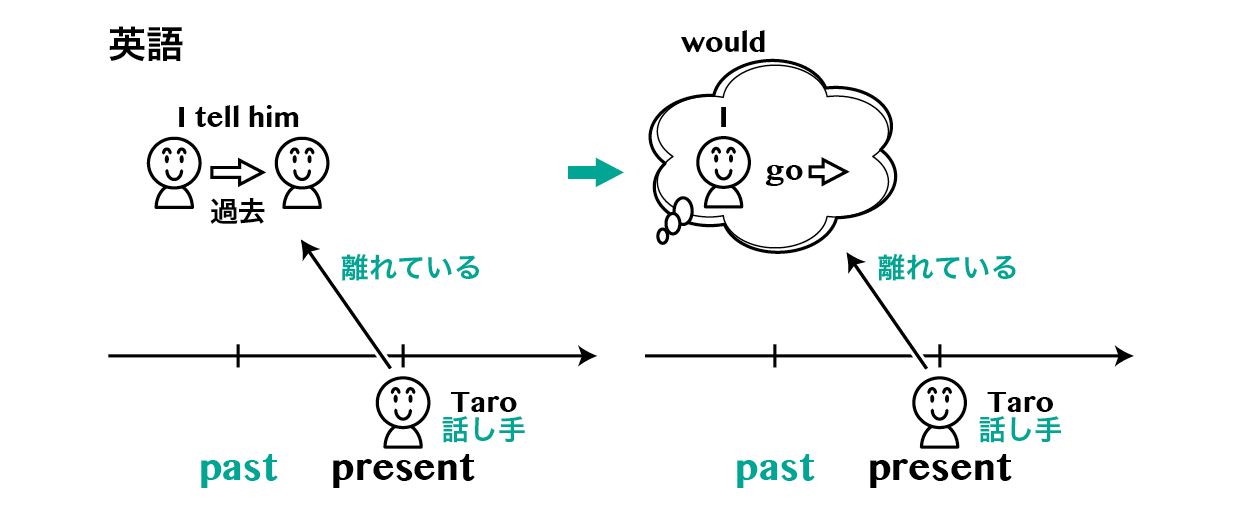 英語
I tell him
過去
離れている
Taro
話し手
past present
would
I
go
離れている
Taro
話し手
past present